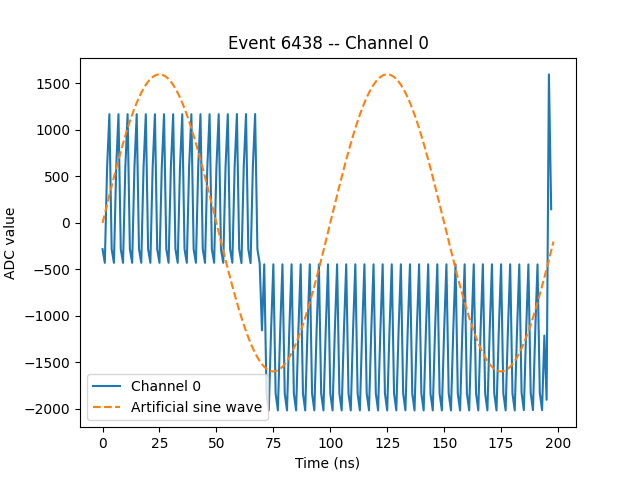 Event 6438 -- Channel 0
ADC value
1500
1000
500
0
−500
−1000
−1500
−2000
Channel 0
Artificial sine wave
0 25 50 75 100 125 150 175 200
Time (ns)